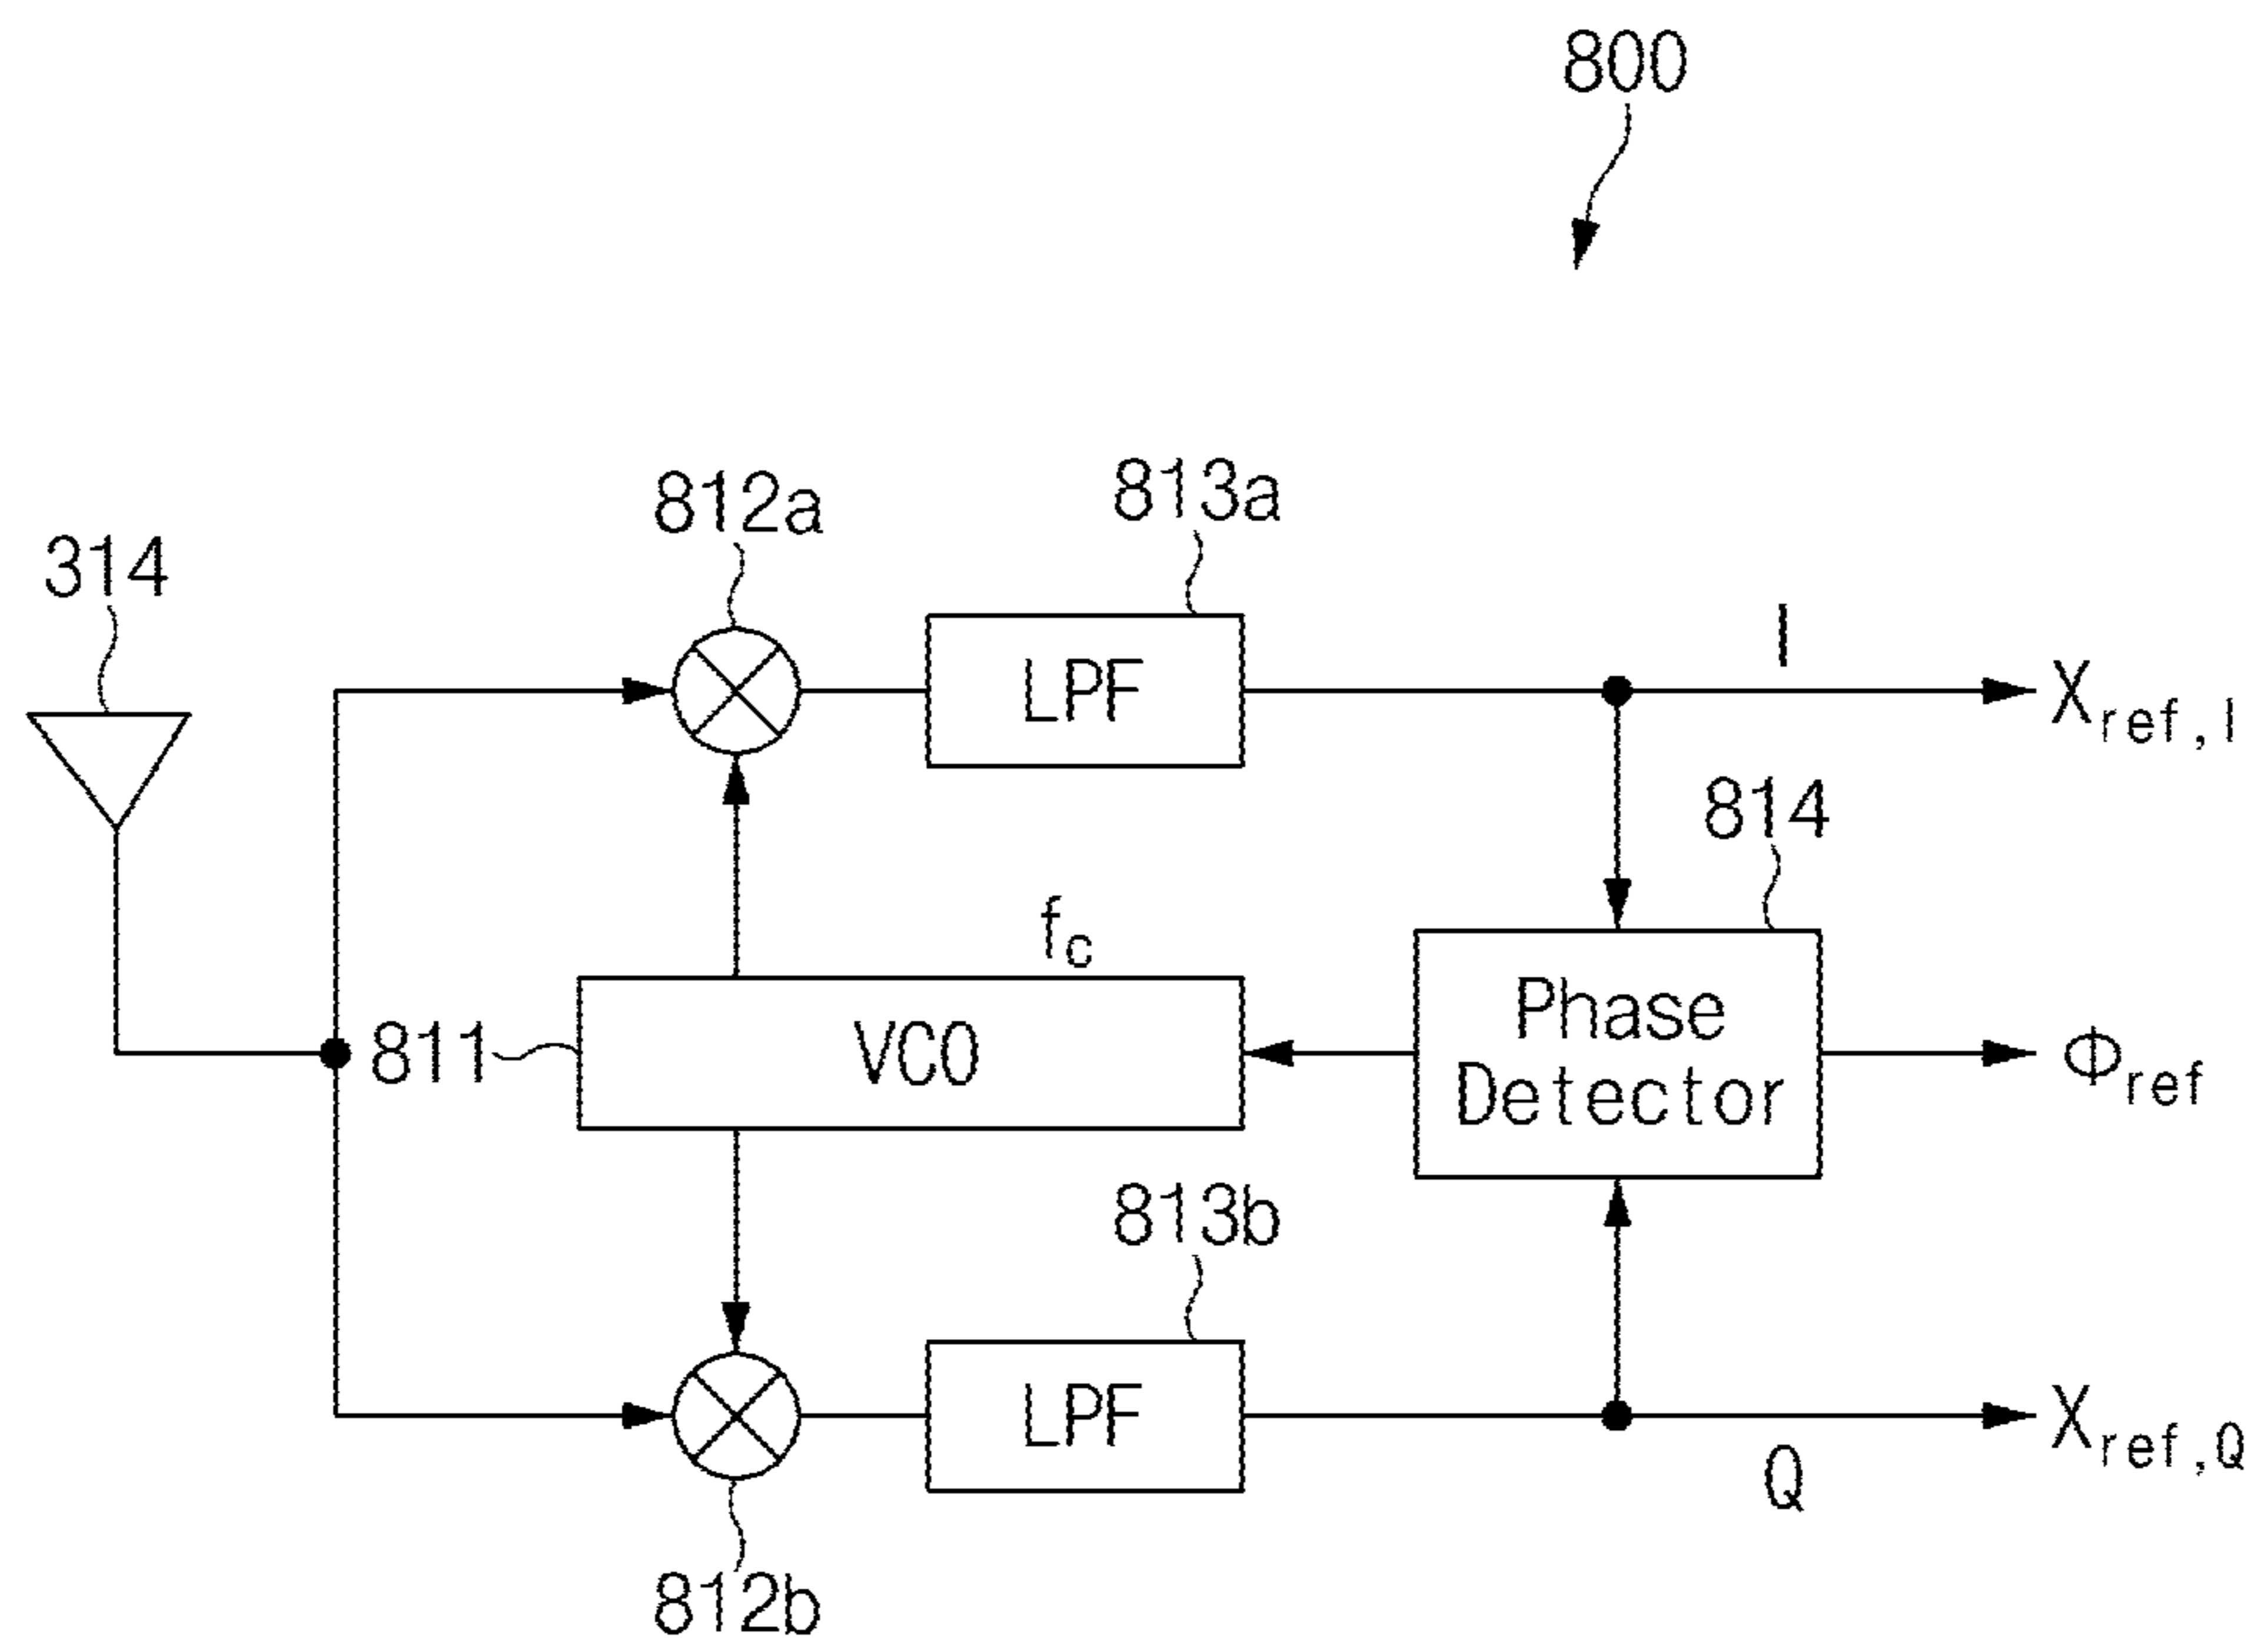 800
812a
813a
314
I
LPF
Xref,I
814
fc
Phase
Detector
811
VCO
Φref
813b
LPF
Xref,Q
Q
812b